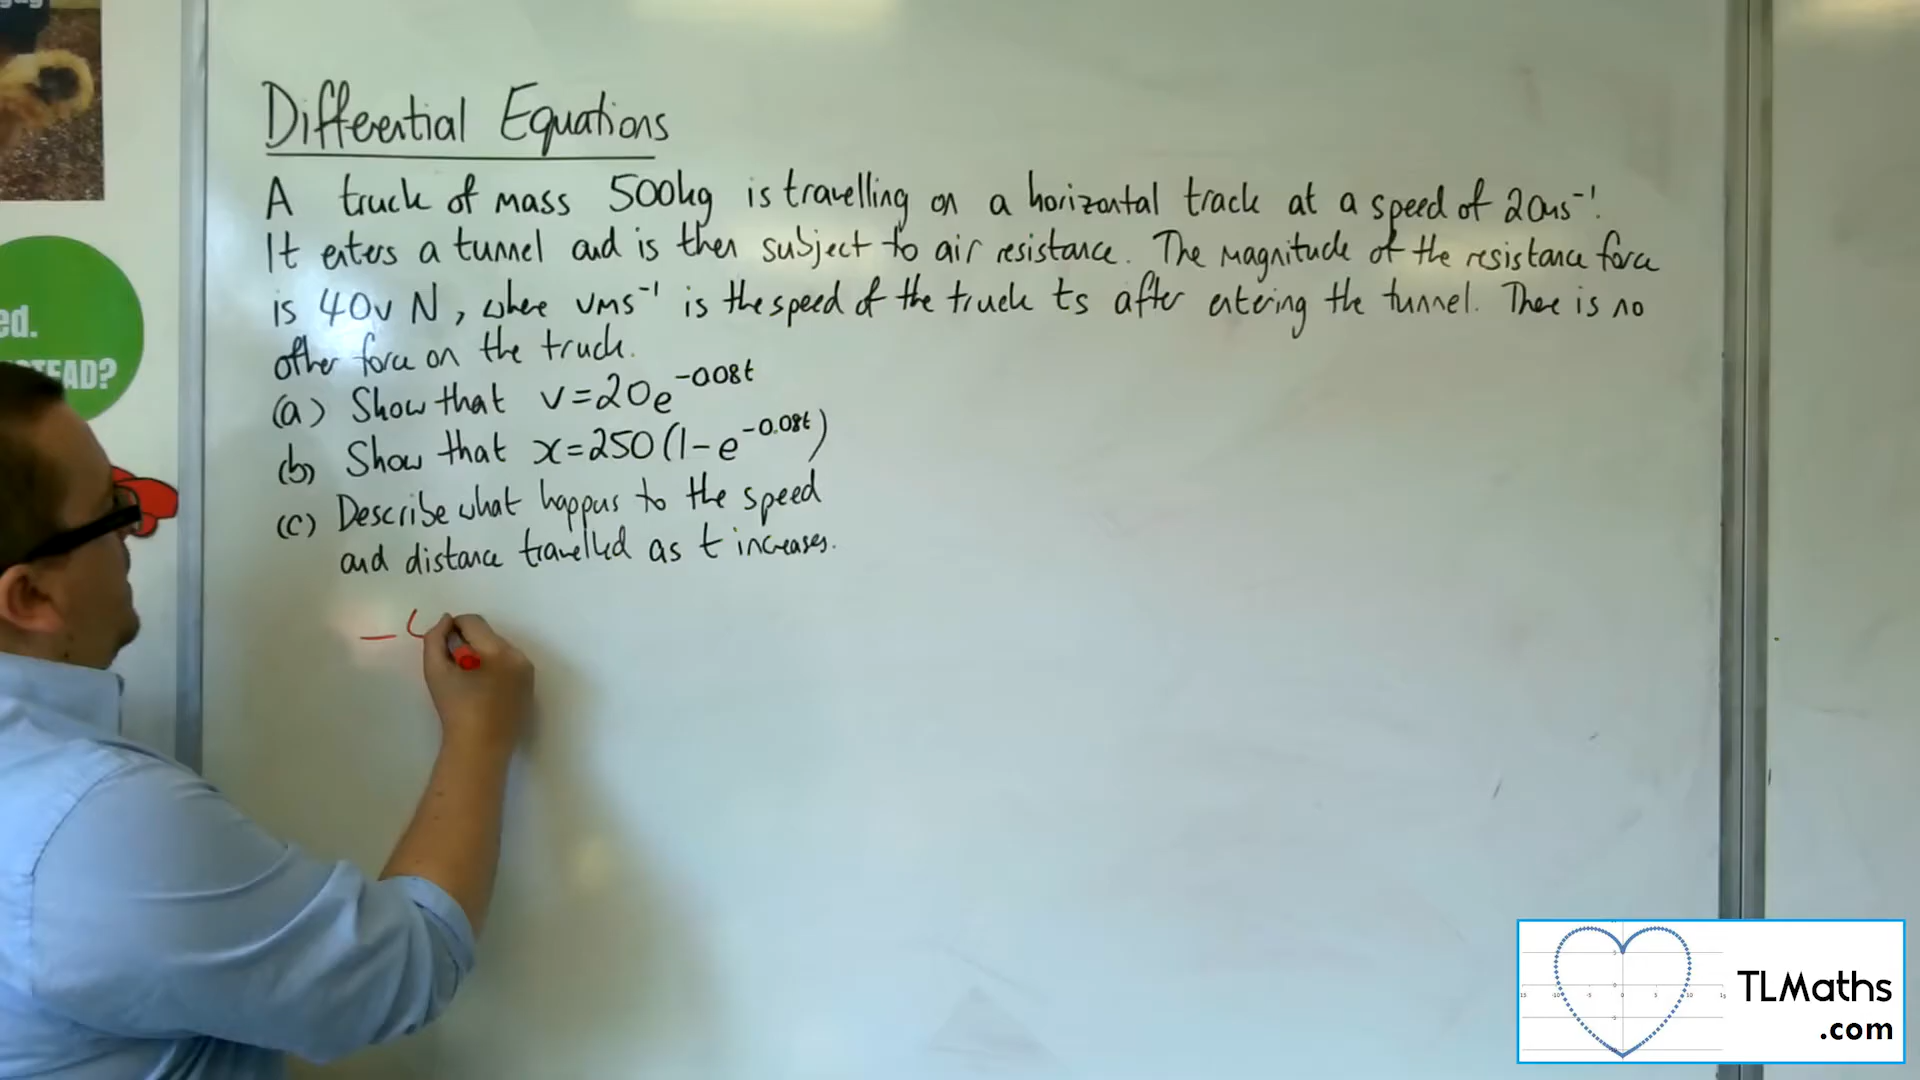 Differential Equations
A truck of mass 500kg is travelling on a horizontal track at a speed of 20ms⁻¹.
It enters a tunnel and is then subject to air resistance. The magnitude of the resistance force
is 40v N, where vms⁻¹ is the speed of the truck ts after entering the tunnel. There is no
other force on the truck.
(a) Show that v=20e^-0.08t
(b) Show that x=250(1-e^-0.08t)
(c) Describe what happens to the speed
and distance travelled as t increases.
ed.
TEAD?
TLMaths
.com